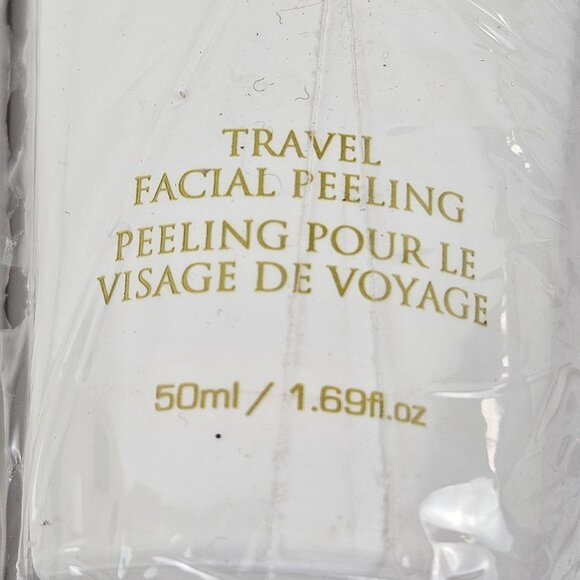 TRAVEL
FACIAL PEELING
PEELING POUR LE
VISAGE DE VOYAGE
50ml / 1.69fl.oz